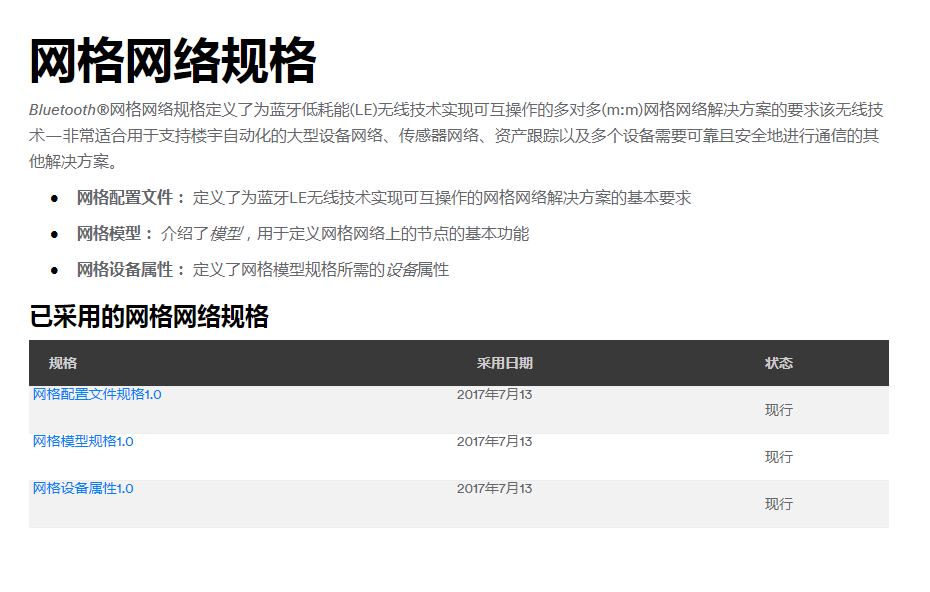 网格网络规格
Bluetooth®网格网络规格定义了为蓝牙低耗能(LE)无线技术实现可互操作的多对多(m:m)网格网络解决方案的要求该无线技
术—非常适合用于支持楼宇自动化的大型设备网络、传感器网络、资产跟踪以及多个设备需要可靠且安全地进行通信的其
他解决方案。
● 网格配置文件： 定义了为蓝牙LE无线技术实现可互操作的网格网络解决方案的基本要求
● 网格模型： 介绍了模型，用于定义网格网络上的节点的基本功能
● 网格设备属性： 定义了网格模型规格所需的设备属性
已采用的网格网络规格
规格 采用日期 状态
网格配置文件规格1.0 2017年7月13 现行
网格模型规格1.0 2017年7月13 现行
网格设备属性1.0 2017年7月13 现行